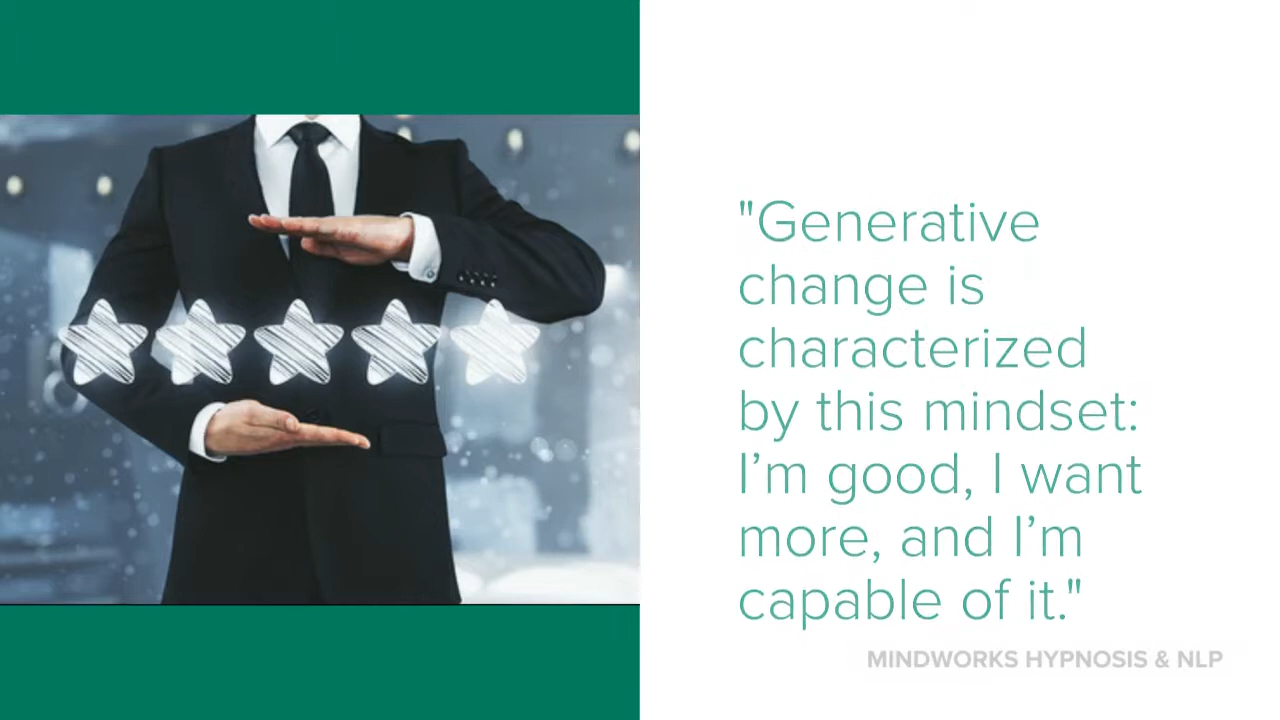 "Generative
change is
characterized
by this mindset:
I’m good, I want
more, and I’m
capable of it."
MINDWORKS HYPNOSIS & NLP